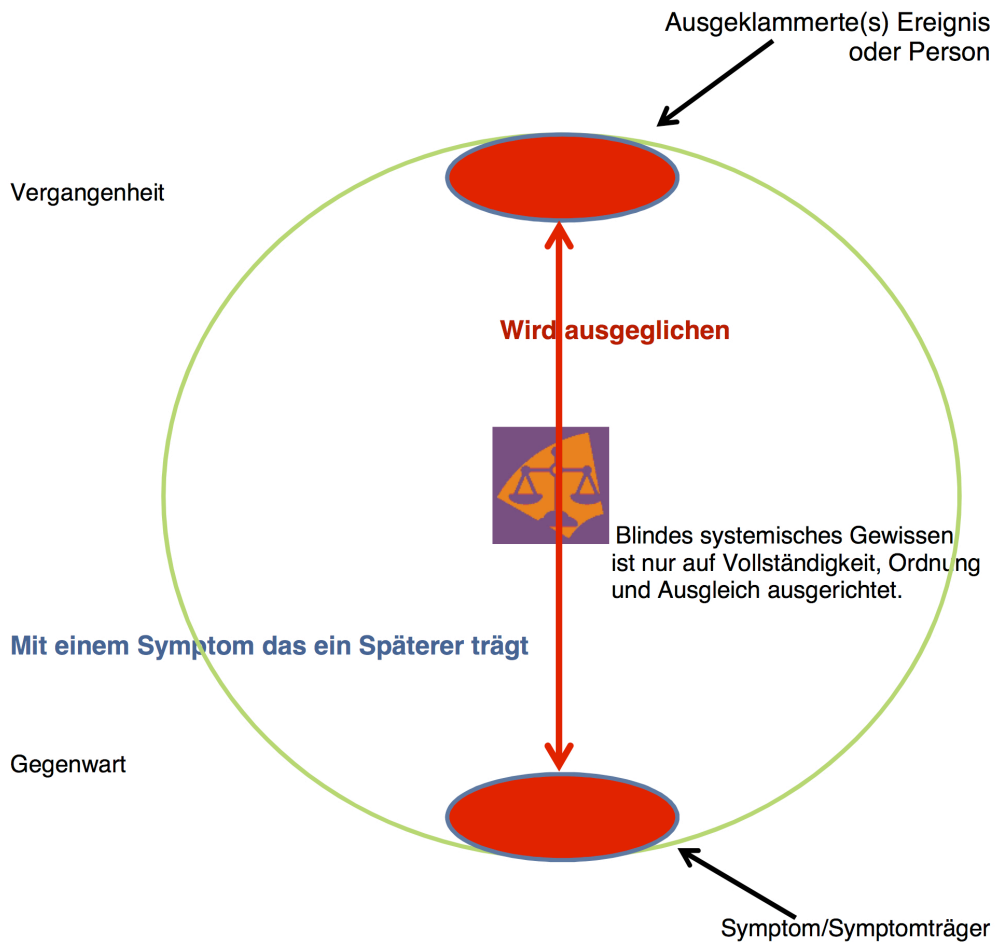 Ausgeklammerte(s) Ereignis
oder Person
Vergangenheit
Wird ausgeglichen
Blindes systemisches Gewissen
ist nur auf Vollständigkeit, Ordnung
und Ausgleich ausgerichtet.
Mit einem Symptom das ein Späterer trägt
Gegenwart
Symptom/Symptomträger